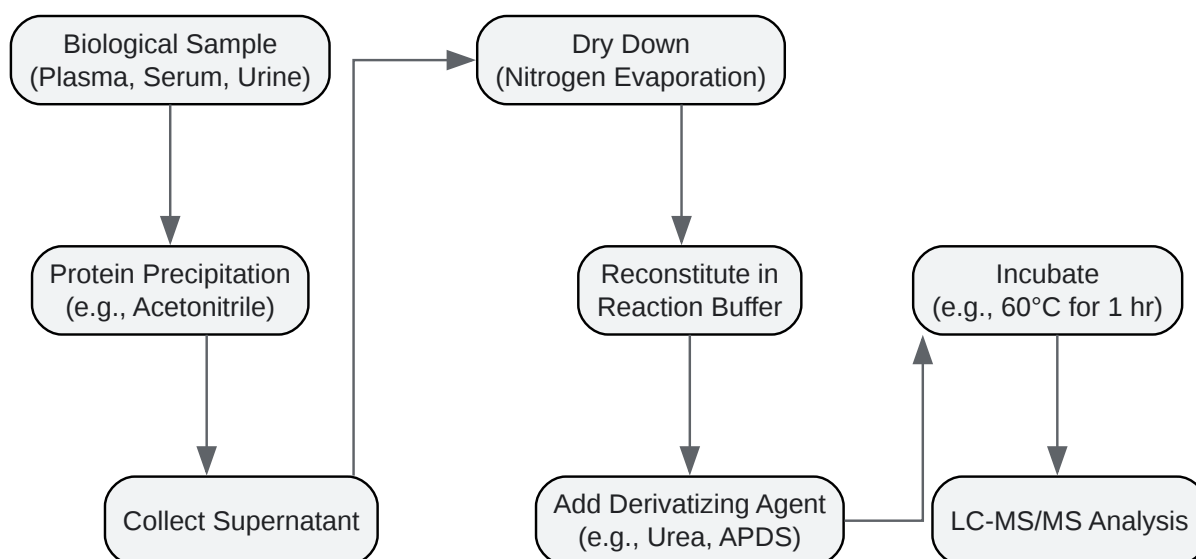 Biological Sample
(Plasma, Serum, Urine)
Protein Precipitation
(e.g., Acetonitrile)
Collect Supernatant
Dry Down
(Nitrogen Evaporation)
Reconstitute in
Reaction Buffer
Add Derivatizing Agent
(e.g., Urea, APDS)
Incubate
(e.g., 60°C for 1 hr)
LC-MS/MS Analysis